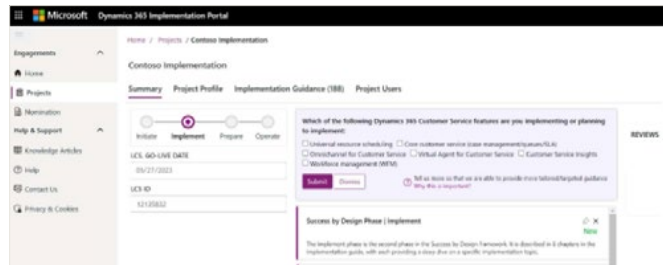 Microsoft Dynamics 365 Implementation Portal
Home / Projects / Contoso Implementation
Engagements
Home
Projects
Nomination
Help & Support
Knowledge Articles
Help
Contact Us
Privacy & Cookies
Contoso Implementation
Summary Project Profile Implementation Guidance (188) Project Users
Initiate Implement Prepare Operate
LCS, GO-LIVE DATE
05/27/2023
LCS ID
12135832
Which of the following Dynamics 365 Customer Service features are you implementing or planning
to implement:
Universal resource scheduling Core customer service (case management/queues/SLA)
Omnichannel for Customer Service Virtual Agent for Customer Service Customer Service Insights
Workforce management (WFM)
Submit Dismiss
Tell us more so that we are able to provide more tailored/targeted guidance
Why this is important?
REVIEWS
Success by Design Phase | Implement
New
The Implement phase is the second phase in the Success by Design Framework. It is described in 8 chapters in the
implementation guide, with each providing a deep dive on a specific implementation topic.